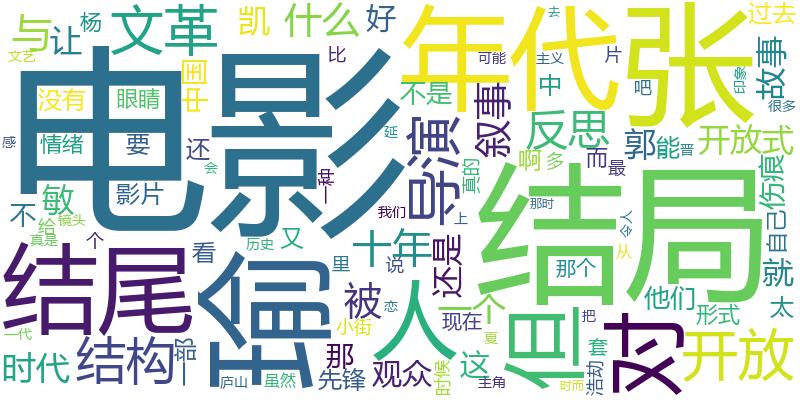 电影
结局
年代
张
结尾
瑜
人
但
对
导演
开放
文革
结构
反思
十年
叙事
开放式
与
让
杨
凯
什么
好
过去
文艺
中国
比
可能
去
主义
片
吧
印象
很多
故事
没有
眼睛
不是
中
感
情绪
要
还
延
啊
多
而
最
郭
能
晋
伤痕
敏
影片
一种
会
真的
不
给
镜头
真是
个
看
历史
又
里
说
我们
上
还是
那时
令人
从
自己
那个
就
太
他们
形式
一个
被
恋
现在
夏
把
一代
时代
一部
小街
那
观众
这
套
浩劫
庐山
虽然
先锋
时候
主角
时而